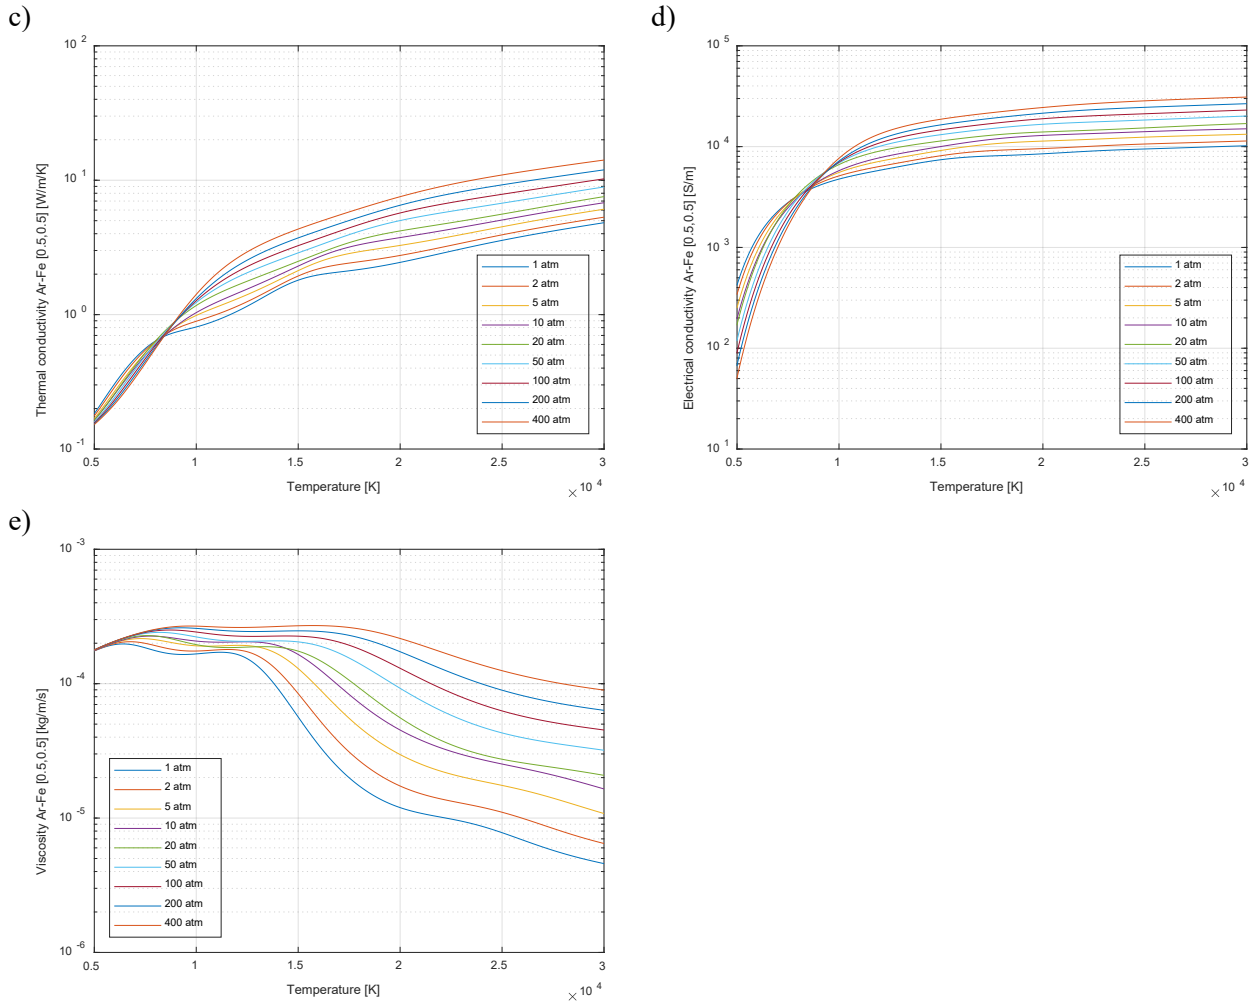 c)
10 2
10 1
10 0
10 -1
Thermal conductivity Ar-Fe [0.5,0.5] [W/m/K]
1 atm
2 atm
5 atm
10 atm
20 atm
50 atm
100 atm
200 atm
400 atm
0.5 1 1.5 2 2.5 3
Temperature [K]
× 10 4
d)
10 5
10 4
10 3
10 2
10 1
Electrical conductivity Ar-Fe [0.5,0.5] [S/m]
1 atm
2 atm
5 atm
10 atm
20 atm
50 atm
100 atm
200 atm
400 atm
0.5 1 1.5 2 2.5 3
Temperature [K]
× 10 4
e)
10 -3
10 -4
10 -5
10 -6
Viscosity Ar-Fe [0.5,0.5] [kg/m/s]
1 atm
2 atm
5 atm
10 atm
20 atm
50 atm
100 atm
200 atm
400 atm
0.5 1 1.5 2 2.5 3
Temperature [K]
× 10 4